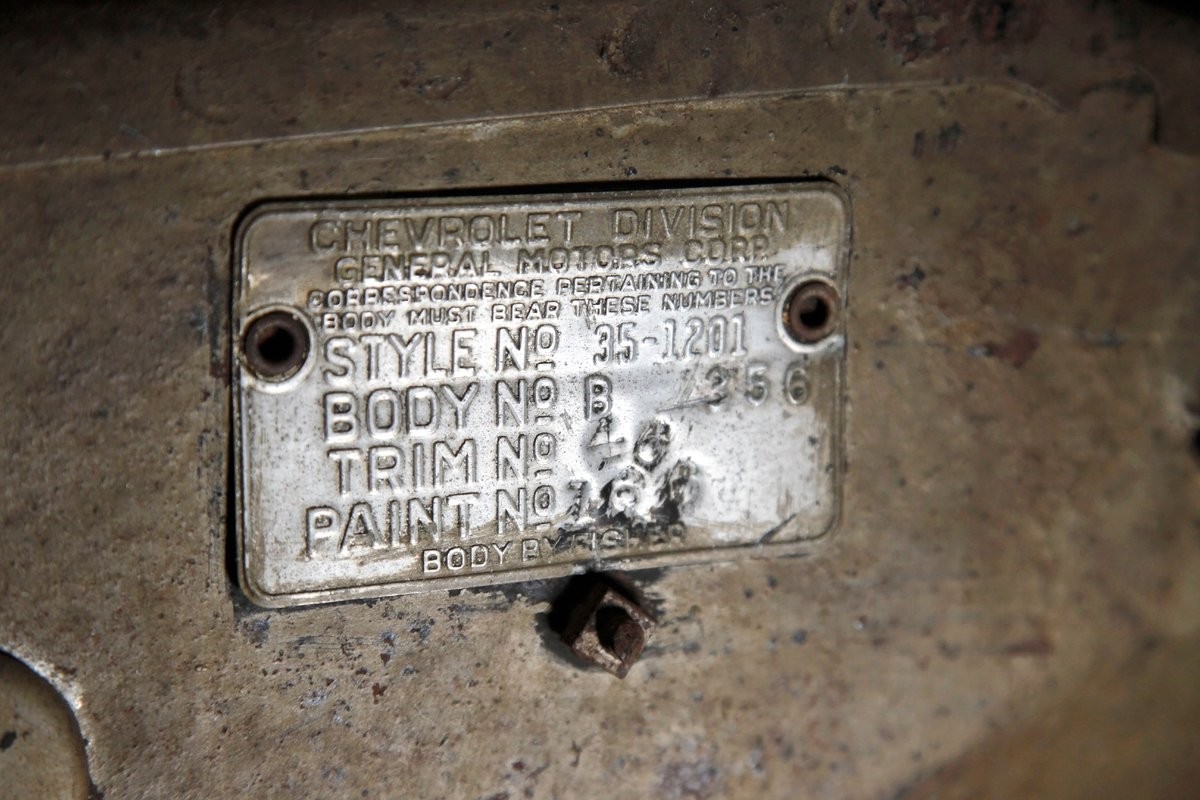 CHEVROLET DIVISION
GENERAL MOTORS CORP.
CORRESPONDENCE PERTAINING TO THE
BODY MUST BEAR THESE NUMBERS
STYLE NO 35-1201
BODY NO B 356
TRIM NO
PAINT NO
BODY BY FISHER